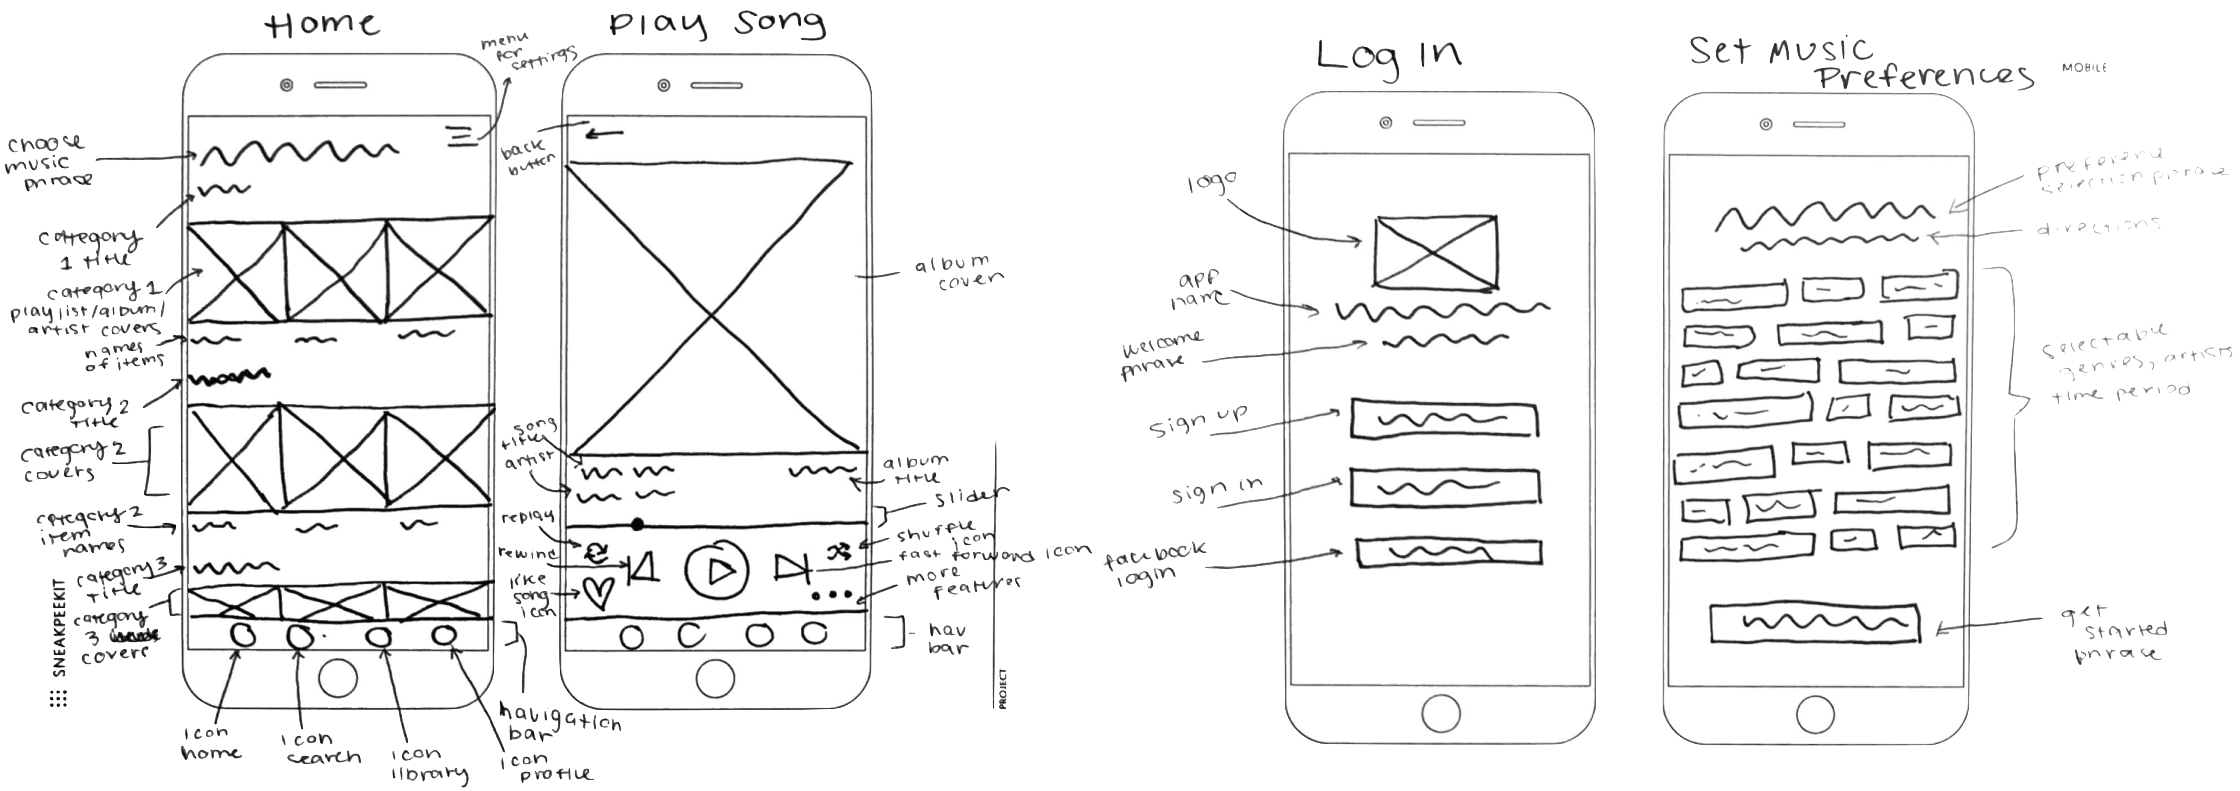 Home
menu
for
settings
choose
music
phrase
category
1 title
category 1
playlist/album/
artist covers
names
of items
category 2
title
category 2
covers
category 2
item
names
category 3
title
category
3
covers
SNEAKPEEKIT
icon
home
icon
search
icon
library
icon
profile
navigation
bar
Play Song
back
button
album
cover
song
title
artist
album
title
slider
replay
shuffle
icon
rewind
fast forward icon
like
song
icon
more
features
nav
bar
PROJECT
Log In
logo
app
name
welcome
phrase
sign up
sign in
facebook
login
Set Music
Preferences
MOBILE
preference
selection phrase
directions
selectable
genres, artists
time period
get
started
phrase